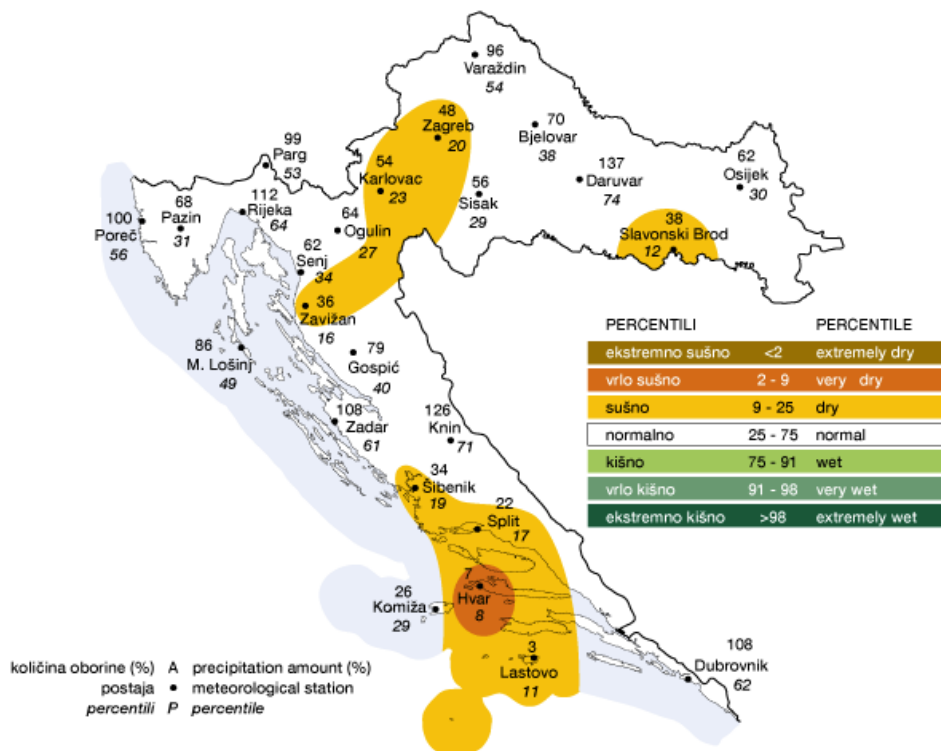 96
Varaždin
54
48
Zagreb
20
70
Bjelovar
38
99
Parg
53
54
Karlovac
23
137
Daruvar
74
62
Osijek
30
56
Sisak
29
112
Rijeka
64
68
Pazin
31
100
Poreč
56
64
Ogulin
27
38
Slavonski Brod
12
62
Senj
34
36
Zavižan
16
86
M. Lošinj
49
79
Gospić
40
108
Zadar
61
126
Knin
71
34
Šibenik
19
22
Split
17
7
Hvar
8
26
Komiža
29
3
Lastovo
11
108
Dubrovnik
62
PERCENTILI PERCENTILE
ekstremno sušno <2 extremely dry
vrlo sušno 2 - 9 very dry
sušno 9 - 25 dry
normalno 25 - 75 normal
kišno 75 - 91 wet
vrlo kišno 91 - 98 very wet
ekstremno kišno >98 extremely wet
količina oborine (%) A precipitation amount (%)
postaja • meteorological station
percentili P percentile